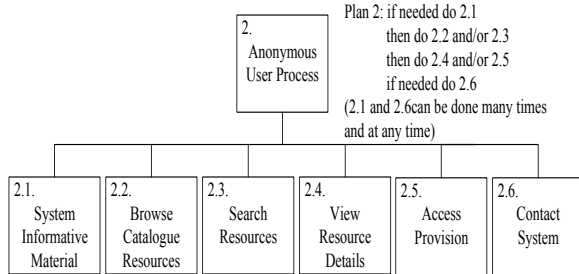 2.
Anonymous
User Process
Plan 2: if needed do 2.1
then do 2.2 and/or 2.3
then do 2.4 and/or 2.5
if needed do 2.6
(2.1 and 2.6can be done many times
and at any time)
2.1.
System
Informative
Material
2.2.
Browse
Catalogue
Resources
2.3.
Search
Resources
2.4.
View
Resource
Details
2.5.
Access
Provision
2.6.
Contact
System